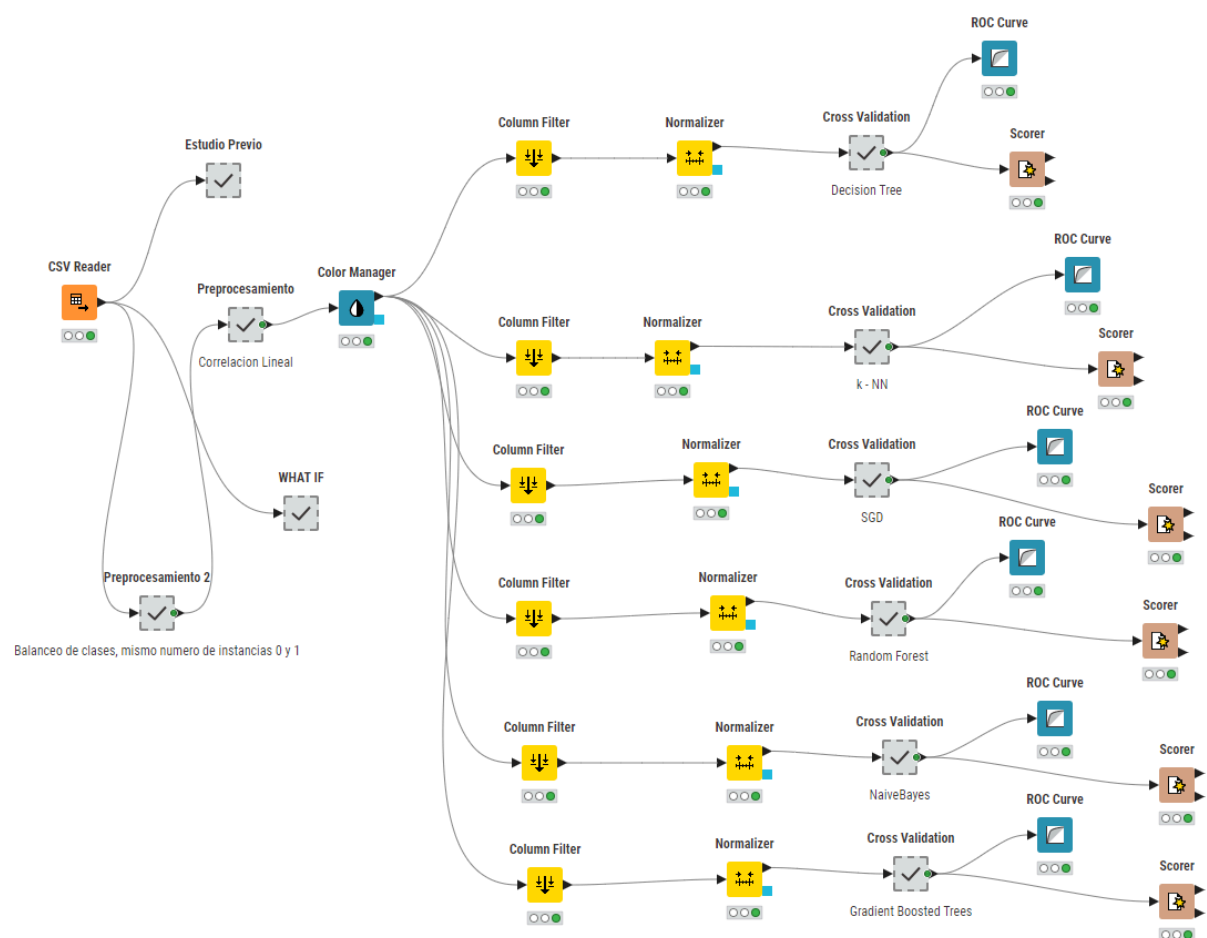 ROC Curve
Column Filter
Normalizer
Cross Validation
Decision Tree
Scorer
Estudio Previo
CSV Reader
Preprocesamiento
Correlacion Lineal
Color Manager
WHAT IF
Preprocesamiento 2
Balanceo de clases, mismo numero de instancias 0 y 1
ROC Curve
Column Filter
Normalizer
Cross Validation
k - NN
Scorer
ROC Curve
Column Filter
Normalizer
Cross Validation
SGD
Scorer
ROC Curve
Column Filter
Normalizer
Cross Validation
Random Forest
Scorer
ROC Curve
Column Filter
Normalizer
Cross Validation
NaiveBayes
Scorer
ROC Curve
Column Filter
Normalizer
Cross Validation
Gradient Boosted Trees
Scorer